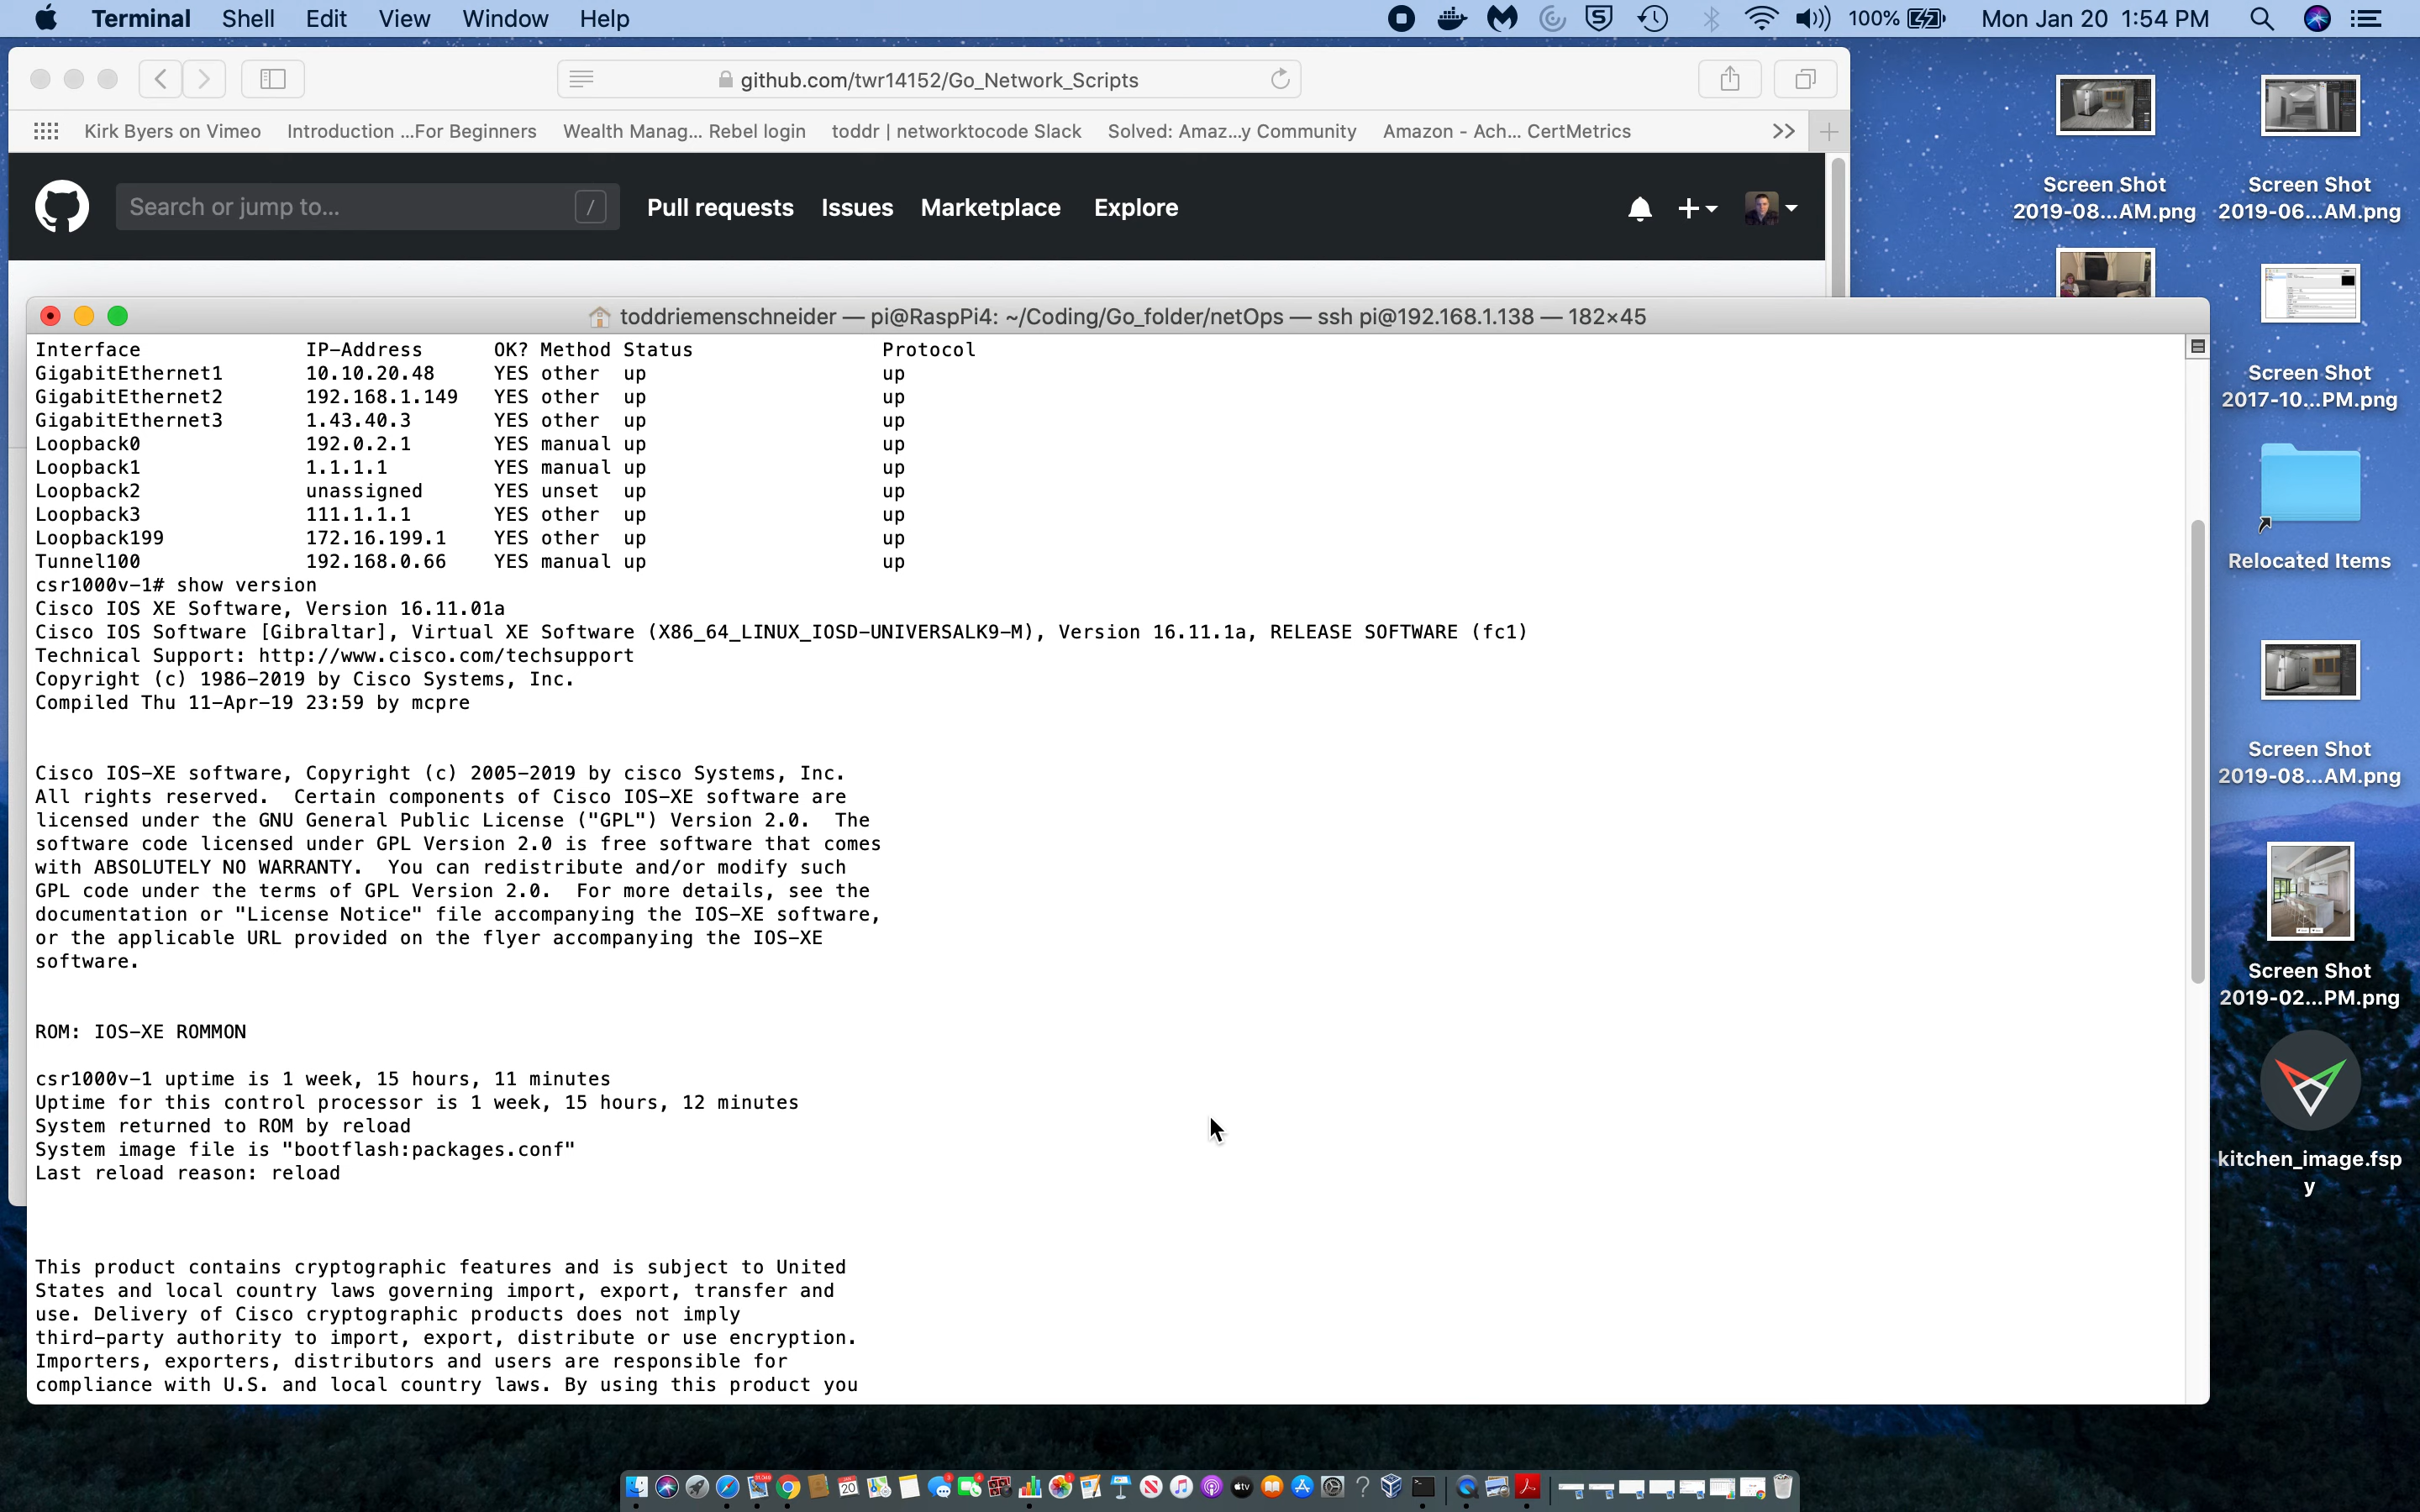 Terminal Shell Edit View Window Help 100% Mon Jan 20 1:54 PM
github.com/twr14152/Go_Network_Scripts
Kirk Byers on Vimeo Introduction ...For Beginners Wealth Manag... Rebel login toddr | networktocode Slack Solved: Amaz...y Community Amazon - Ach... CertMetrics >>
Search or jump to... / Pull requests Issues Marketplace Explore
toddriemenschneider — pi@RaspPi4: ~/Coding/Go_folder/netOps — ssh pi@192.168.1.138 — 182×45
Interface IP-Address OK? Method Status Protocol
GigabitEthernet1 10.10.20.48 YES other up up
GigabitEthernet2 192.168.1.149 YES other up up
GigabitEthernet3 1.43.40.3 YES other up up
Loopback0 192.0.2.1 YES manual up up
Loopback1 1.1.1.1 YES manual up up
Loopback2 unassigned YES unset up up
Loopback3 111.1.1.1 YES other up up
Loopback199 172.16.199.1 YES other up up
Tunnel100 192.168.0.66 YES manual up up
csr1000v-1# show version
Cisco IOS XE Software, Version 16.11.01a
Cisco IOS Software [Gibraltar], Virtual XE Software (X86_64_LINUX_IOSD-UNIVERSALK9-M), Version 16.11.1a, RELEASE SOFTWARE (fc1)
Technical Support: http://www.cisco.com/techsupport
Copyright (c) 1986-2019 by Cisco Systems, Inc.
Compiled Thu 11-Apr-19 23:59 by mcpre
Cisco IOS-XE software, Copyright (c) 2005-2019 by cisco Systems, Inc.
All rights reserved. Certain components of Cisco IOS-XE software are
licensed under the GNU General Public License ("GPL") Version 2.0. The
software code licensed under GPL Version 2.0 is free software that comes
with ABSOLUTELY NO WARRANTY. You can redistribute and/or modify such
GPL code under the terms of GPL Version 2.0. For more details, see the
documentation or "License Notice" file accompanying the IOS-XE software,
or the applicable URL provided on the flyer accompanying the IOS-XE
software.
ROM: IOS-XE ROMMON
csr1000v-1 uptime is 1 week, 15 hours, 11 minutes
Uptime for this control processor is 1 week, 15 hours, 12 minutes
System returned to ROM by reload
System image file is "bootflash:packages.conf"
Last reload reason: reload
This product contains cryptographic features and is subject to United
States and local country laws governing import, export, transfer and
use. Delivery of Cisco cryptographic products does not imply
third-party authority to import, export, distribute or use encryption.
Importers, exporters, distributors and users are responsible for
compliance with U.S. and local country laws. By using this product you
Screen Shot
2019-08...AM.png
Screen Shot
2019-06...AM.png
Screen Shot
2017-10...PM.png
Relocated Items
Screen Shot
2019-08...AM.png
Screen Shot
2019-02...PM.png
kitchen_image.fsp
y